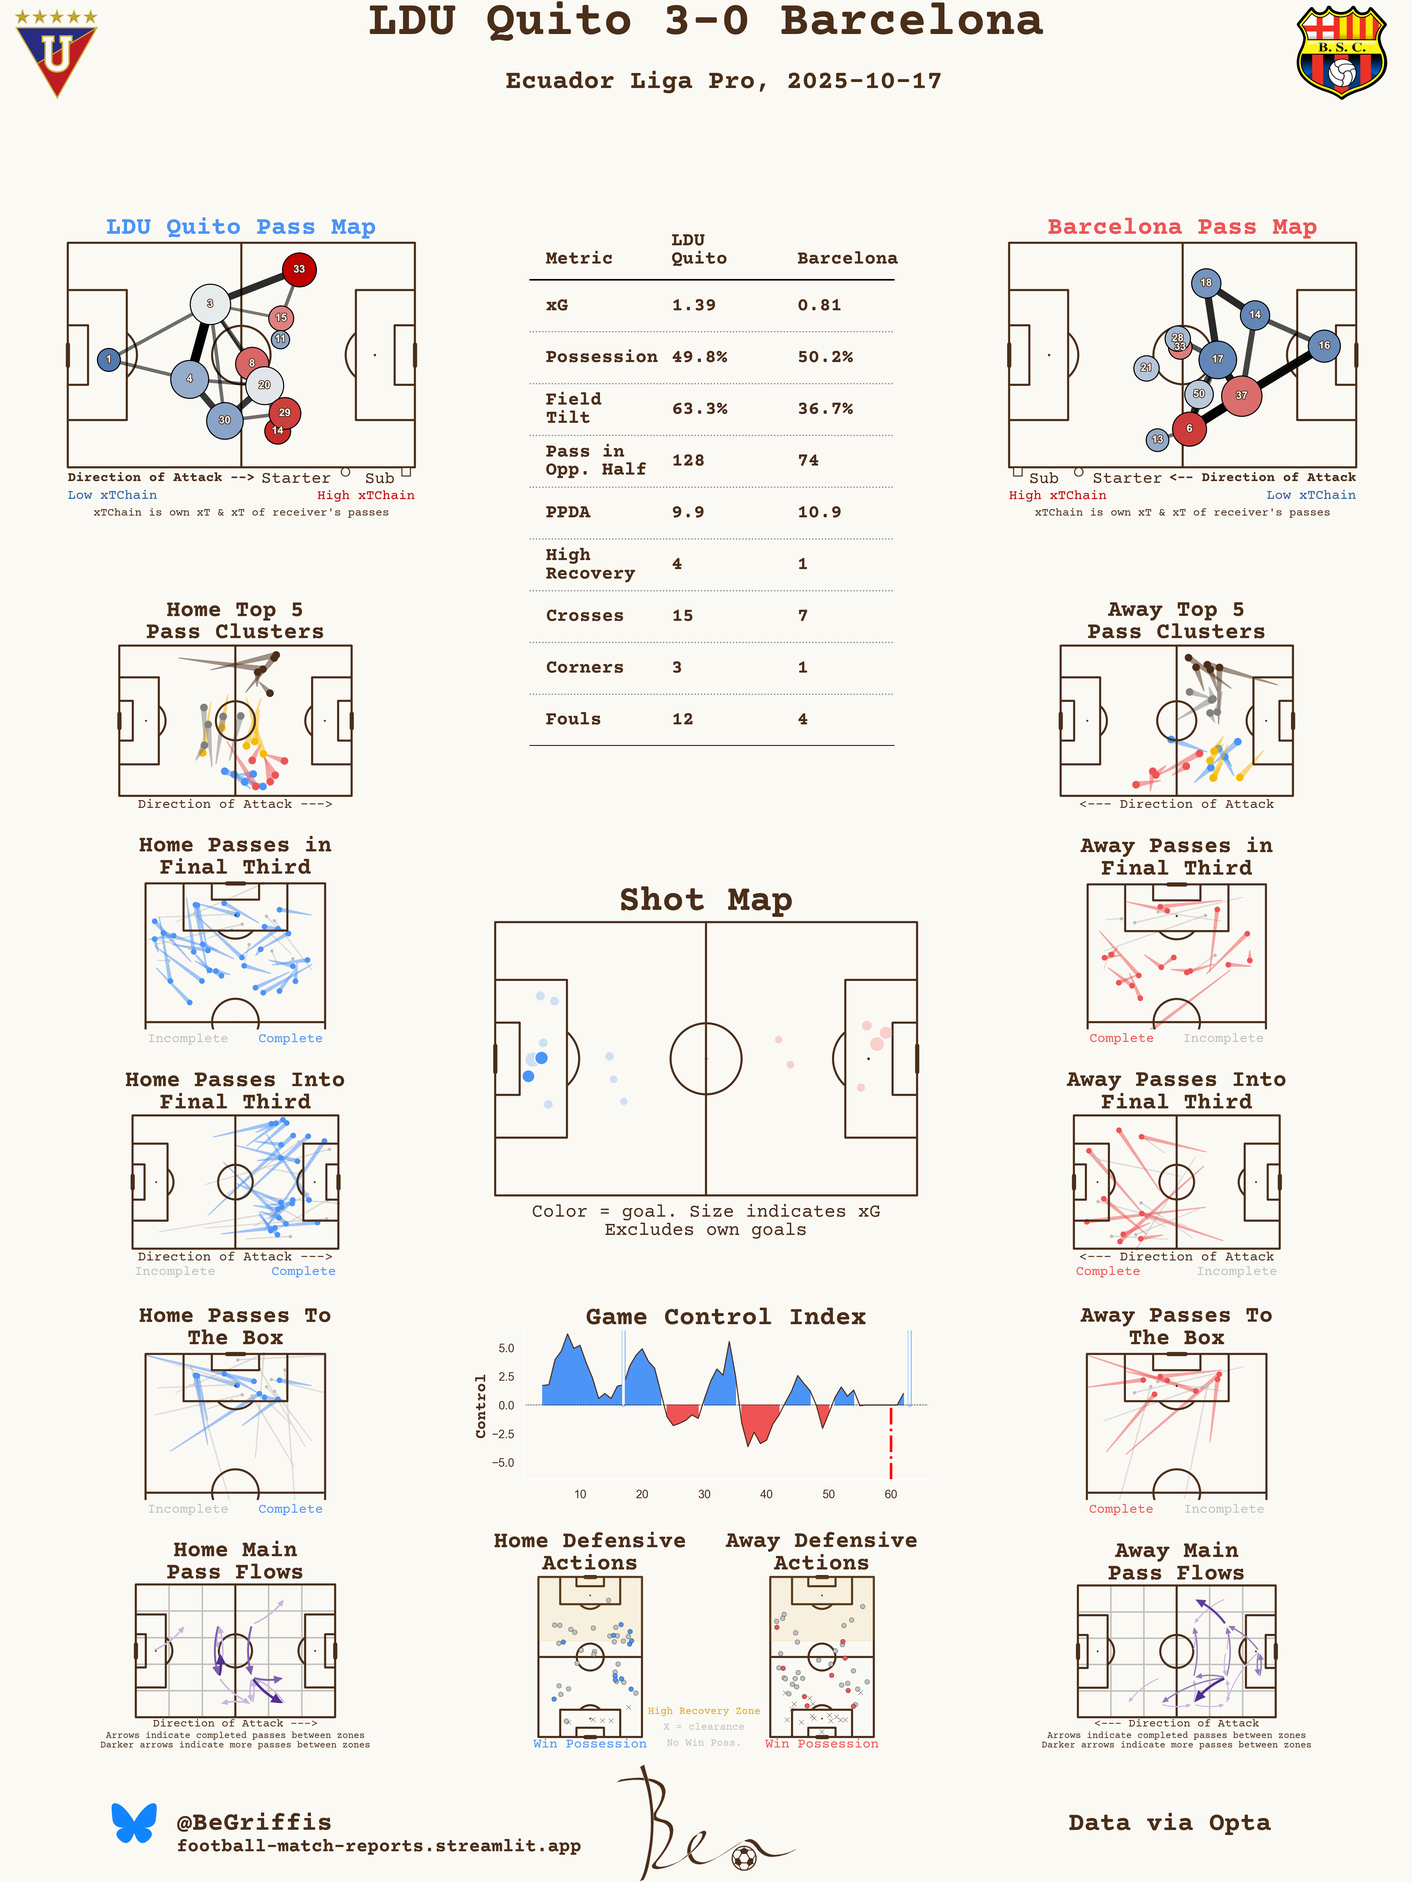 LDU Quito 3-0 Barcelona
Ecuador Liga Pro, 2025-10-17
U
B. S. C.
LDU Quito Pass Map
33
3
15
11
1
8
4
20
30
29
14
Direction of Attack --> Starter Sub
Low xTChain High xTChain
xTChain is own xT & xT of receiver's passes
Metric LDU Quito Barcelona
xG 1.39 0.81
Possession 49.8% 50.2%
Field Tilt 63.3% 36.7%
Pass in Opp. Half 128 74
PPDA 9.9 10.9
High Recovery 4 1
Crosses 15 7
Corners 3 1
Fouls 12 4
Barcelona Pass Map
18
14
28
33
16
17
21
50
37
6
13
Sub Starter <-- Direction of Attack
High xTChain Low xTChain
xTChain is own xT & xT of receiver's passes
Home Top 5
Pass Clusters
Direction of Attack --->
Away Top 5
Pass Clusters
<--- Direction of Attack
Home Passes in
Final Third
Incomplete Complete
Away Passes in
Final Third
Complete Incomplete
Shot Map
Color = goal. Size indicates xG
Excludes own goals
Home Passes Into
Final Third
Direction of Attack --->
Incomplete Complete
Away Passes Into
Final Third
<--- Direction of Attack
Complete Incomplete
Home Passes To
The Box
Incomplete Complete
Game Control Index
Control
5.0
2.5
0.0
−2.5
−5.0
10 20 30 40 50 60
Away Passes To
The Box
Complete Incomplete
Home Main
Pass Flows
Direction of Attack --->
Arrows indicate completed passes between zones
Darker arrows indicate more passes between zones
Home Defensive
Actions
Win Possession
High Recovery Zone
X = clearance
No Win Poss.
Away Defensive
Actions
Win Possession
Away Main
Pass Flows
<--- Direction of Attack
Arrows indicate completed passes between zones
Darker arrows indicate more passes between zones
@BeGriffis
football-match-reports.streamlit.app
Ben
Data via Opta